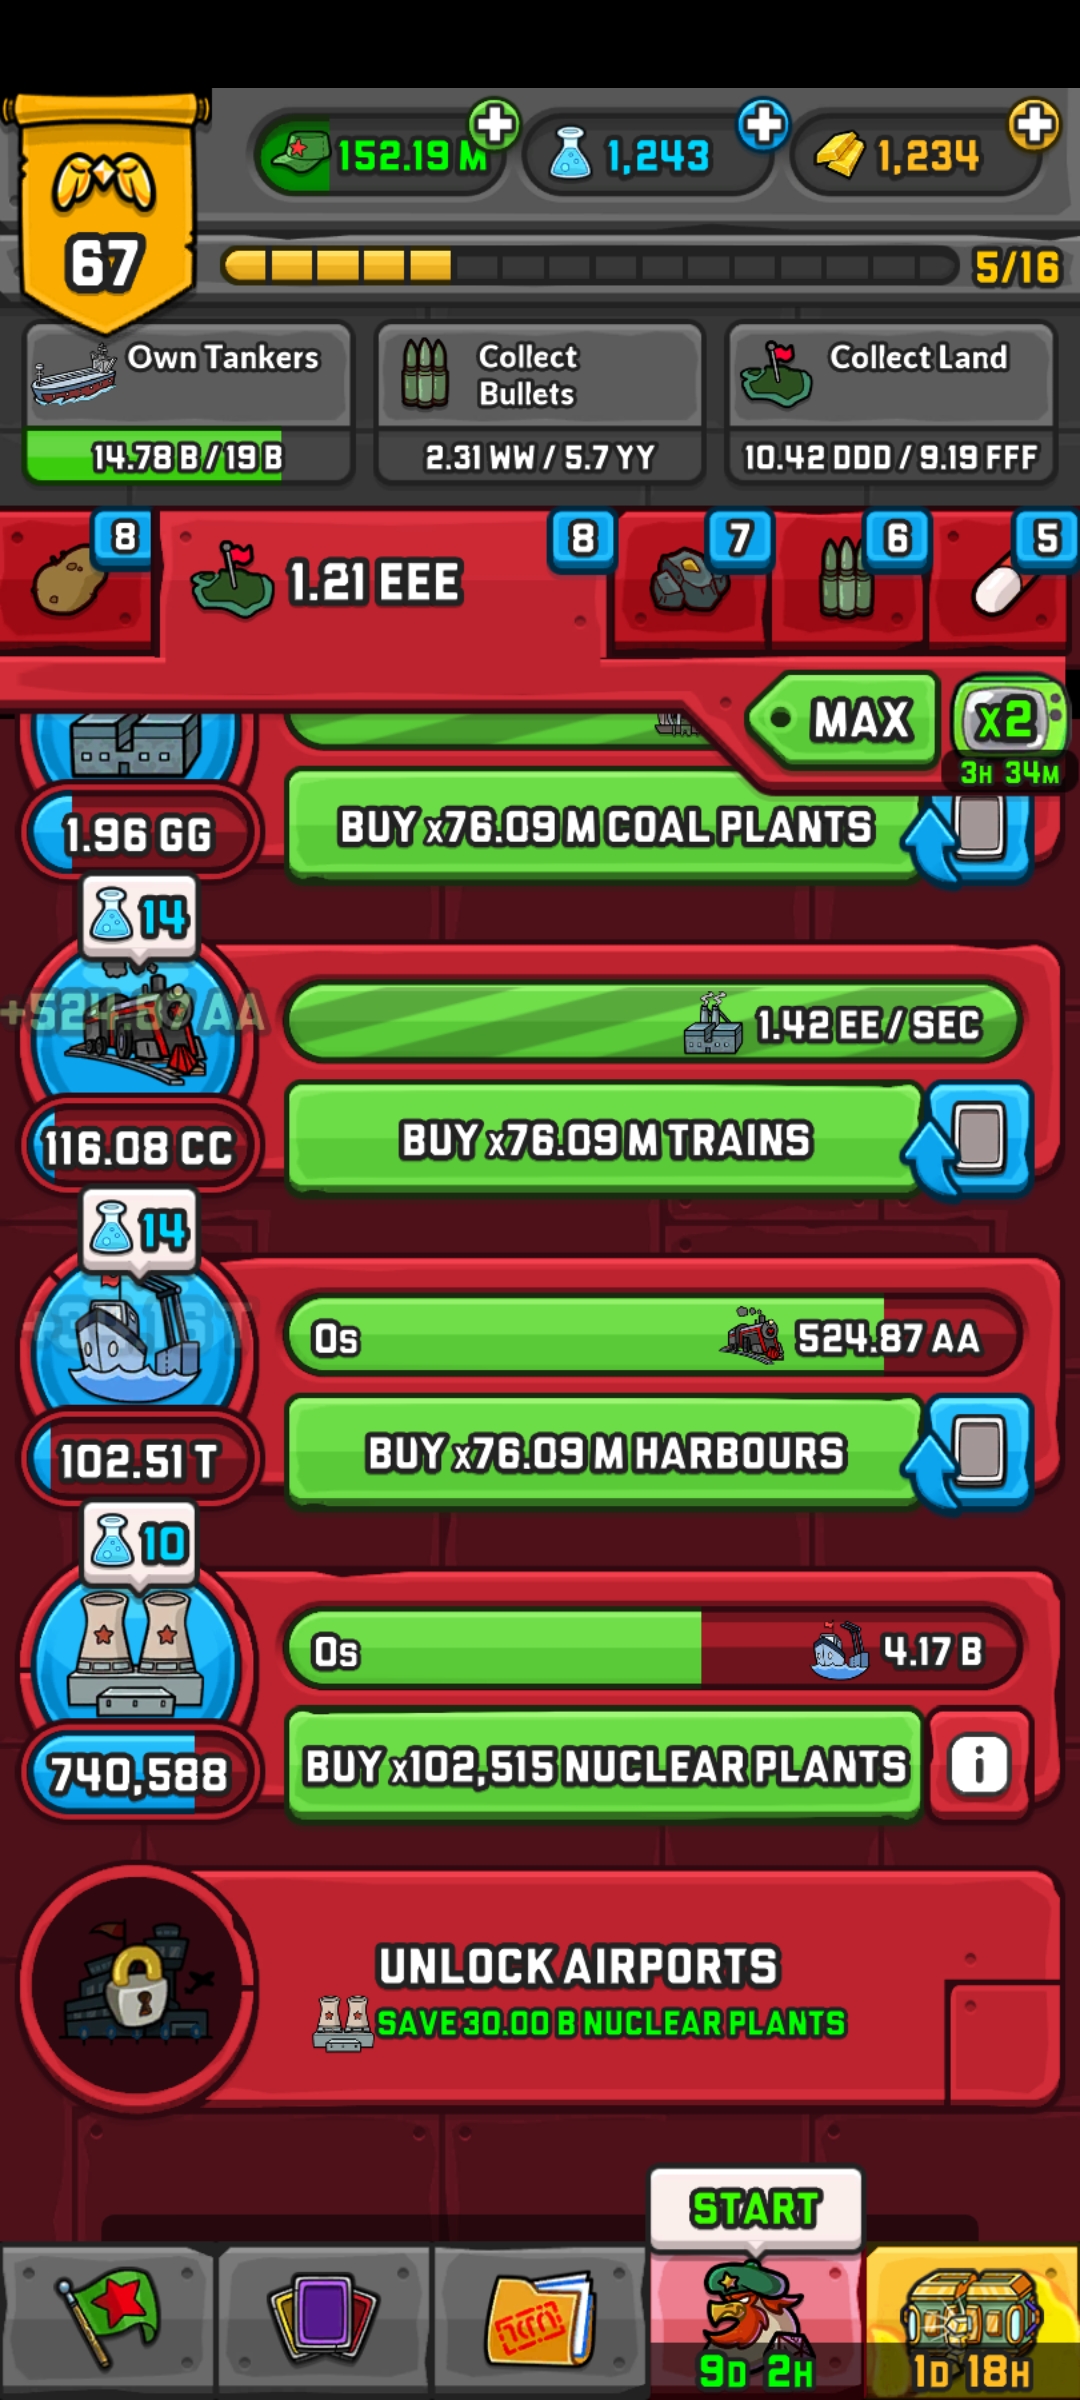 152.19 M
1,243
1,234
67
5/16
Own Tankers
14.78 B / 19 B
Collect
Bullets
2.31 WW / 5.7 YY
Collect Land
10.42 DDD / 9.19 FFF
8
1.21 EEE
8
7
6
5
MAX
x2
3H 34M
1.96 GG
BUY x76.09 M COAL PLANTS
14
+524.87 AA
1.42 EE / SEC
116.08 CC
BUY x76.09 M TRAINS
14
0s
524.87 AA
102.51 T
BUY x76.09 M HARBOURS
10
0s
4.17 B
740,588
BUY x102,515 NUCLEAR PLANTS
i
UNLOCK AIRPORTS
SAVE 30.00 B NUCLEAR PLANTS
START
9D 2H
1D 18H